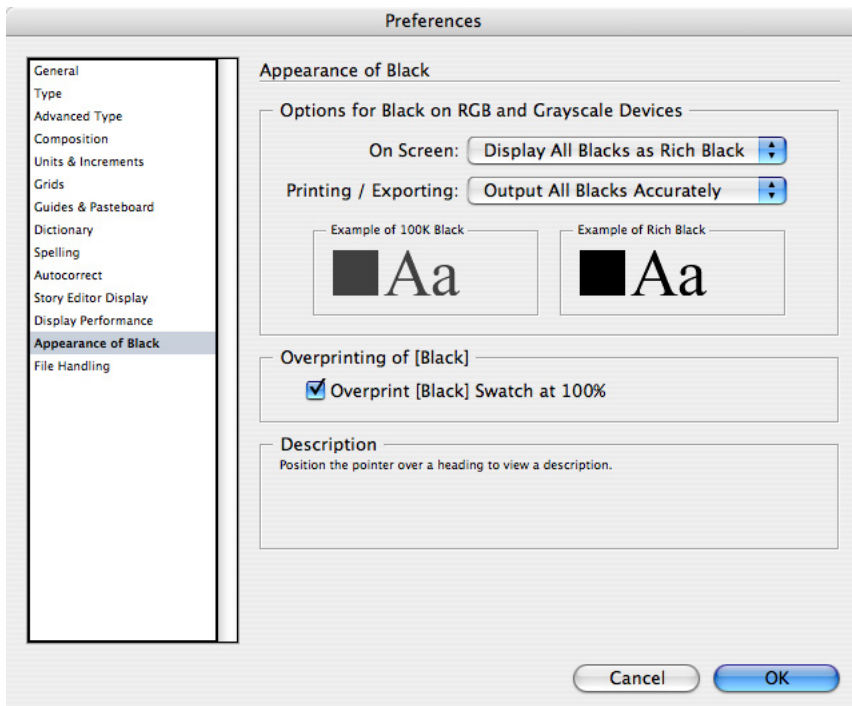 Preferences
General
Type
Advanced Type
Composition
Units & Increments
Grids
Guides & Pasteboard
Dictionary
Spelling
Autocorrect
Story Editor Display
Display Performance
Appearance of Black
File Handling
Appearance of Black
Options for Black on RGB and Grayscale Devices
On Screen: Display All Blacks as Rich Black
Printing / Exporting: Output All Blacks Accurately
Example of 100K Black
Aa
Example of Rich Black
Aa
Overprinting of [Black]
Overprint [Black] Swatch at 100%
Description
Position the pointer over a heading to view a description.
Cancel
OK